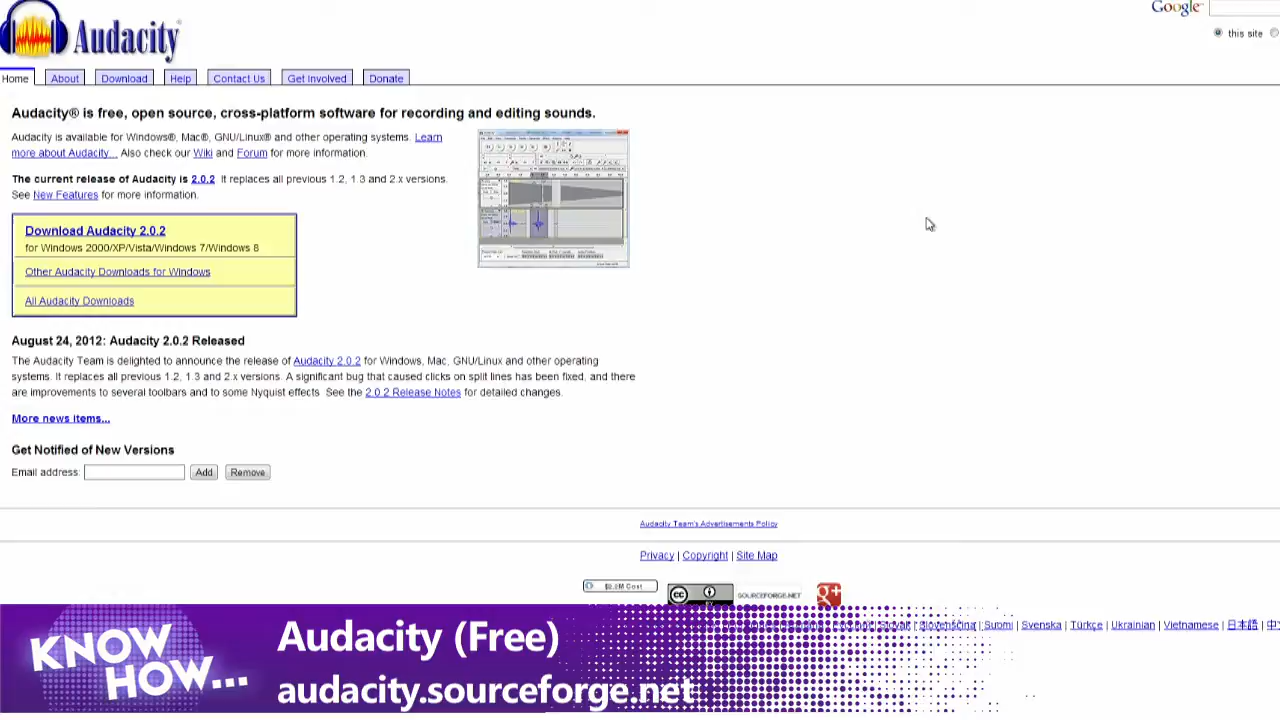 Audacity®
Google™
this site
Home
About
Download
Help
Contact Us
Get Involved
Donate
Audacity® is free, open source, cross-platform software for recording and editing sounds.
Audacity is available for Windows®, Mac®, GNU/Linux® and other operating systems. Learn
more about Audacity... Also check our Wiki and Forum for more information.
The current release of Audacity is 2.0.2 It replaces all previous 1.2, 1.3 and 2.x versions.
See New Features for more information.
Download Audacity 2.0.2
for Windows 2000/XP/Vista/Windows 7/Windows 8
Other Audacity Downloads for Windows
All Audacity Downloads
August 24, 2012: Audacity 2.0.2 Released
The Audacity Team is delighted to announce the release of Audacity 2.0.2 for Windows, Mac, GNU/Linux and other operating
systems. It replaces all previous 1.2, 1.3 and 2.x versions. A significant bug that caused clicks on split lines has been fixed, and there
are improvements to several toolbars and to some Nyquist effects See the 2.0.2 Release Notes for detailed changes.
More news items...
Get Notified of New Versions
Email address:
Add
Remove
Audacity Team's Advertisements Policy
Privacy | Copyright | Site Map
cc
BY
SOURCEFORGE.NET
g+1
Slovenščina | Suomi | Svenska | Türkçe | Ukrainian | Vietnamese | 日本語 |
KNOW
HOW...
Audacity (Free)
audacity.sourceforge.net